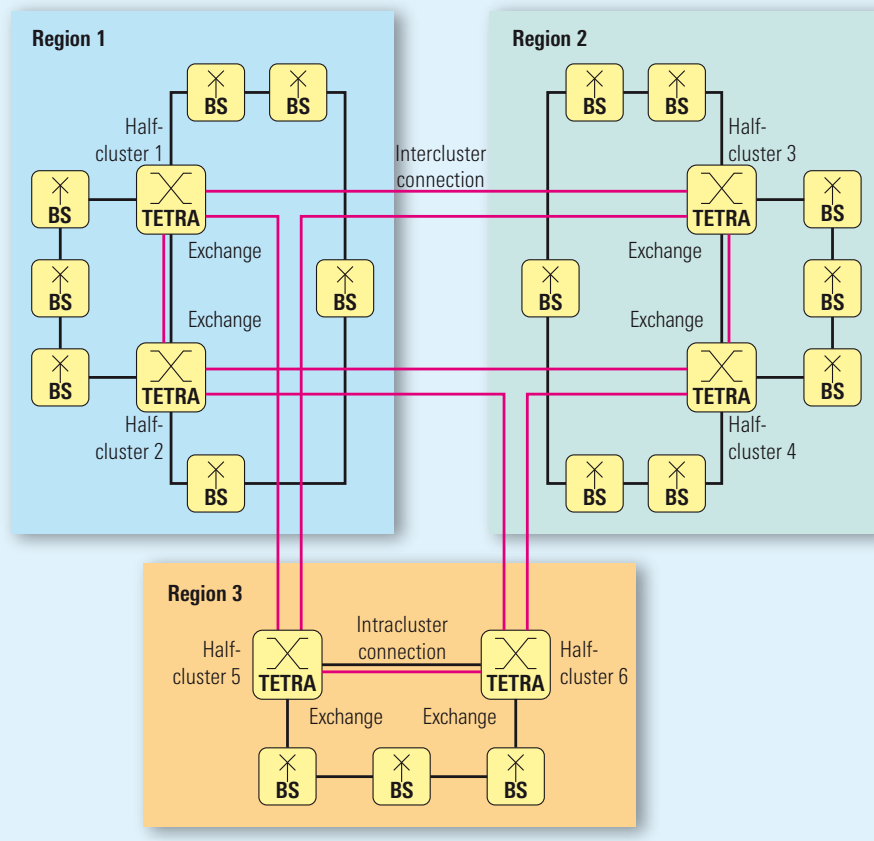 Region 1
BS
BS
Half-
cluster 1
BS
TETRA
Exchange
BS
BS
Exchange
BS
TETRA
Half-
cluster 2
BS
Intercluster
connection
Region 2
BS
BS
Half-
cluster 3
TETRA
BS
Exchange
BS
BS
Exchange
TETRA
BS
Half-
cluster 4
BS
BS
Region 3
Half-
cluster 5
TETRA
Intracluster
connection
TETRA
Half-
cluster 6
Exchange
Exchange
BS
BS
BS